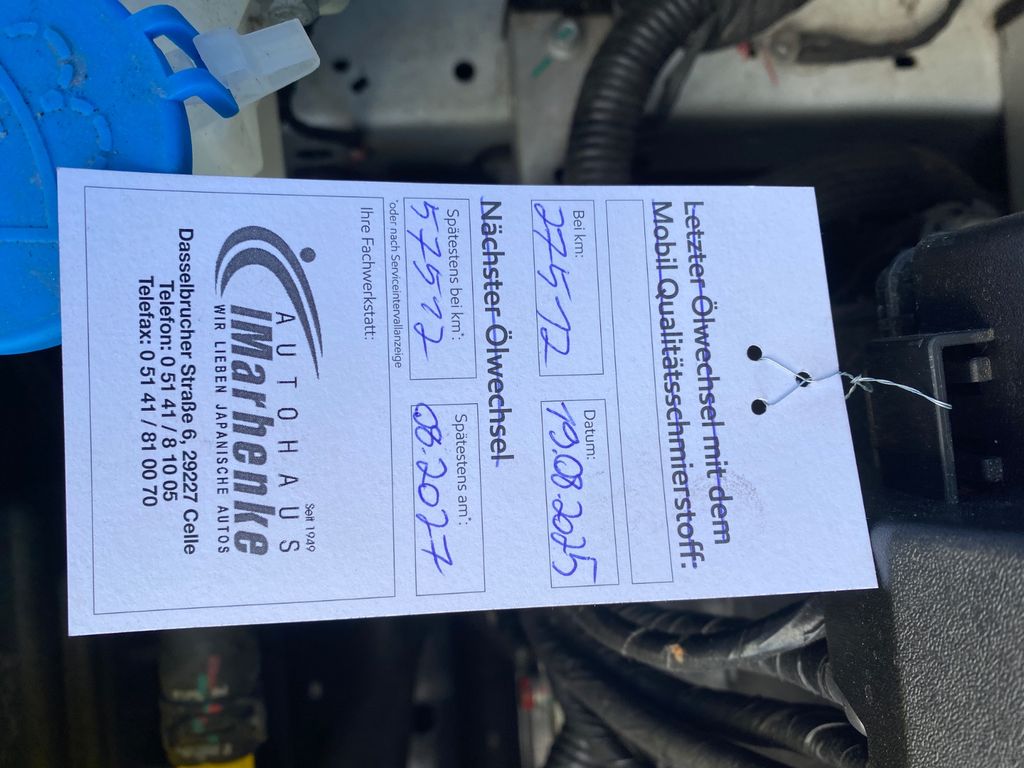 Letzter Ölwechsel mit dem
Mobil Qualitätsschmierstoff:
Bei km:
27512
Datum:
19.08.2025
Nächster Ölwechsel
Spätestens bei km*:
57512
Spätestens am*:
08.2027
*oder nach Serviceintervallanzeige
Ihre Fachwerkstatt:
Seit 1949
AUTOHAUS
Marhenke
WIR LIEBEN JAPANISCHE AUTOS
Dasselbrucher Straße 6, 29227 Celle
Telefon: 0 51 41 / 8 10 05
Telefax: 0 51 41 / 81 00 70